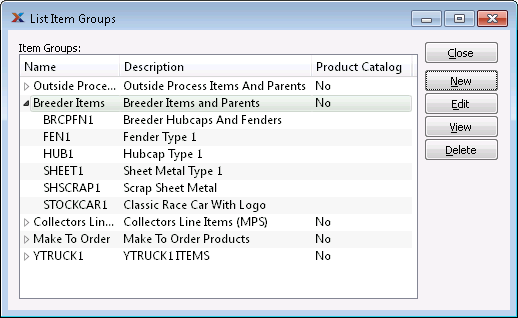 List Item Groups
Item Groups:
Close
Name Description Product Catalog
New
Outside Proce... Outside Process Items And Parents No
Breeder Items Breeder Items and Parents No
Edit
BRCPFN1 Breeder Hubcaps And Fenders
View
FEN1 Fender Type 1
Delete
HUB1 Hubcap Type 1
SHEET1 Sheet Metal Type 1
SHSCRAP1 Scrap Sheet Metal
STOCKCAR1 Classic Race Car With Logo
Collectors Lin... Collectors Line Items (MPS) No
Make To Order Make To Order Products No
YTRUCK1 YTRUCK1 ITEMS No